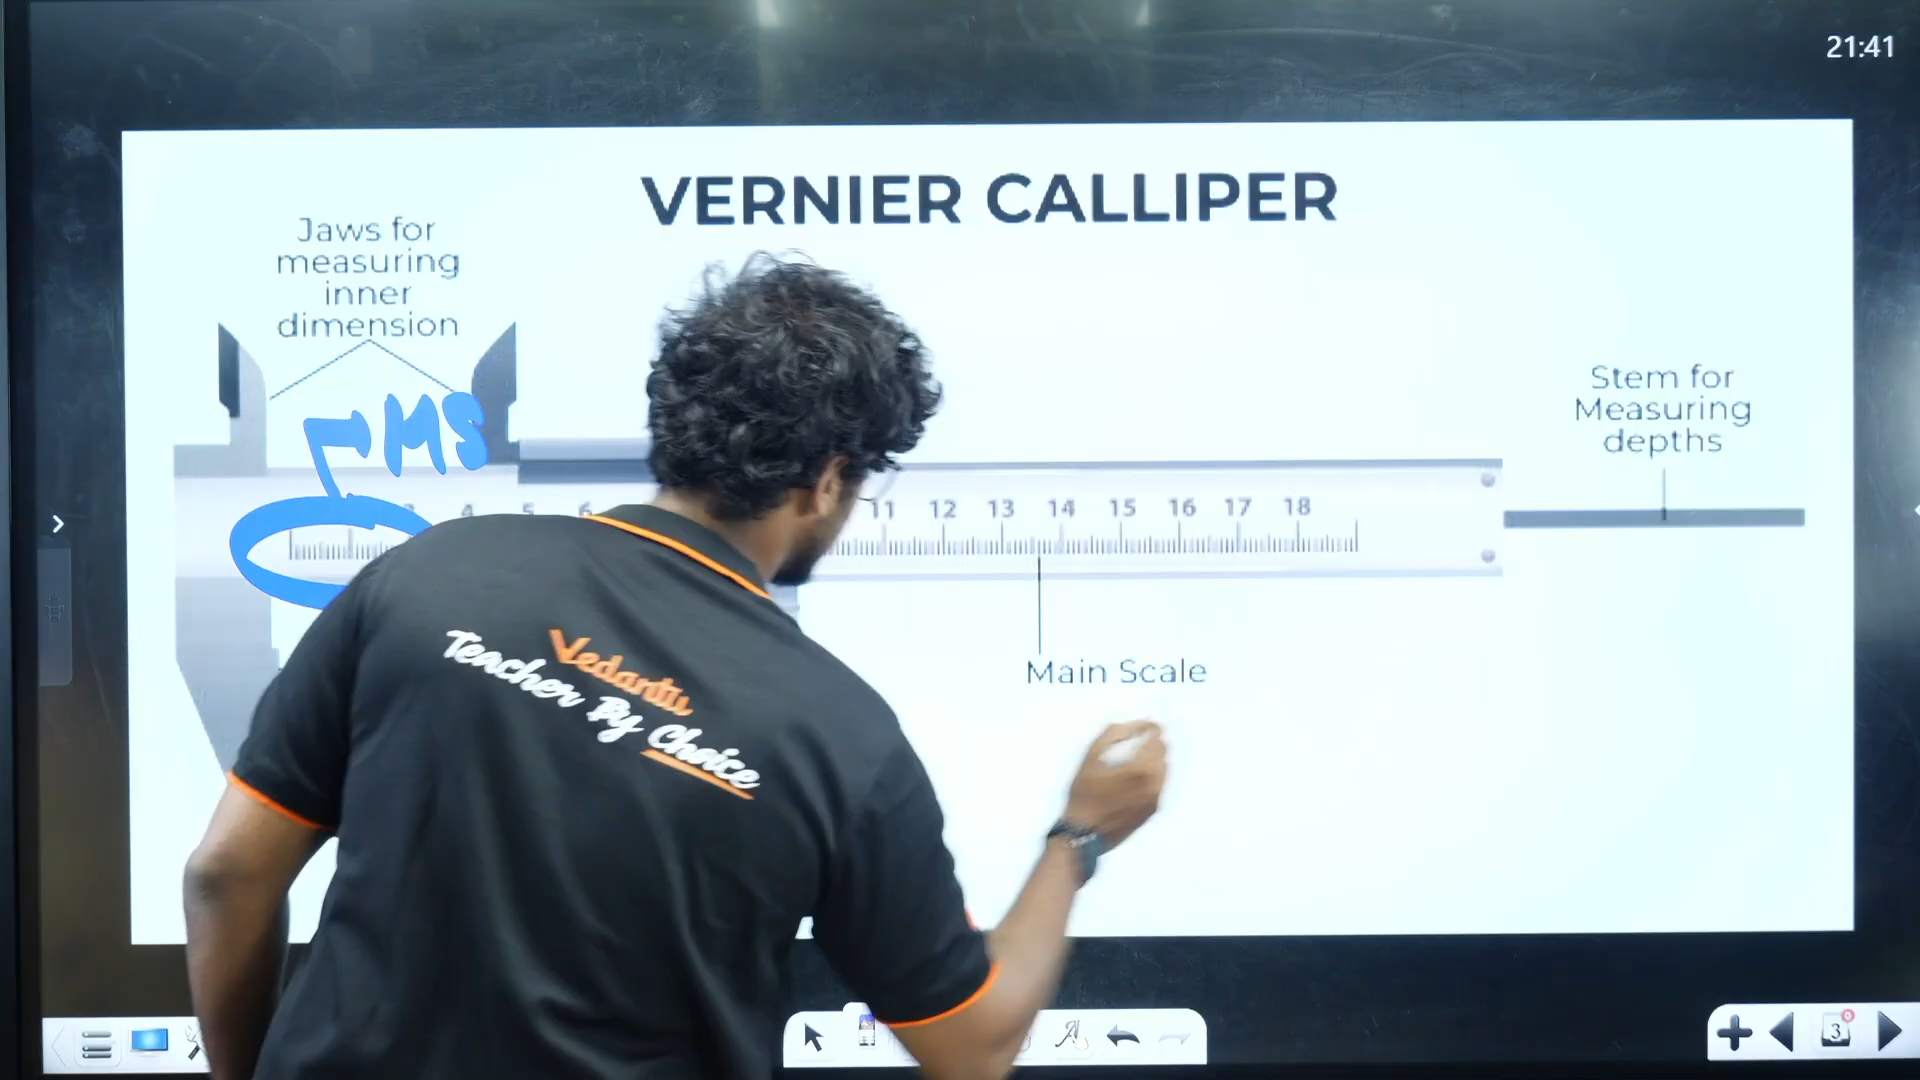 21:41
VERNIER CALLIPER
Jaws for
measuring
inner
dimension
Stem for
Measuring
depths
4 5 6 11 12 13 14 15 16 17 18
Main Scale
Vedantu
Teacher By Choice
3